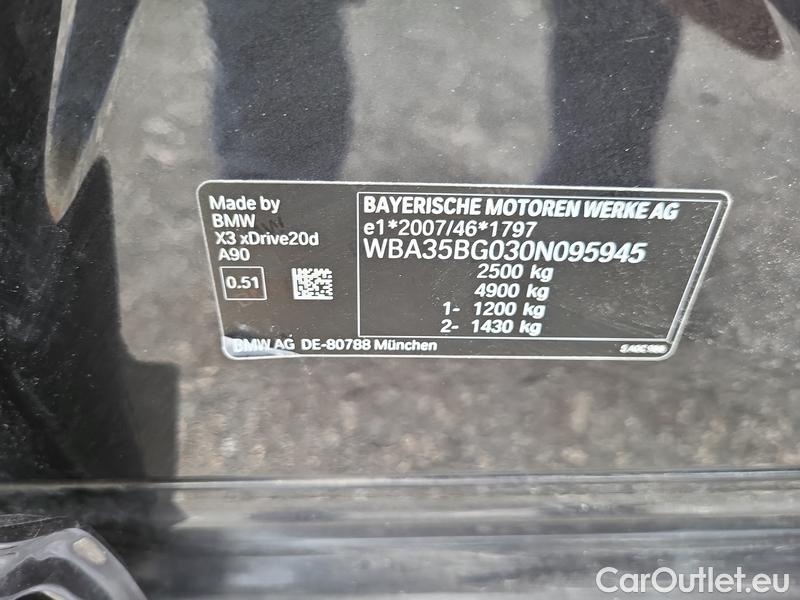 Made by
BMW
X3 xDrive20d
A90
0.51
BAYERISCHE MOTOREN WERKE AG
e1*2007/46*1797
WBA35BG030N095945
2500 kg
4900 kg
1- 1200 kg
2- 1430 kg
BMW AG DE-80788 München
CarOutlet.eu